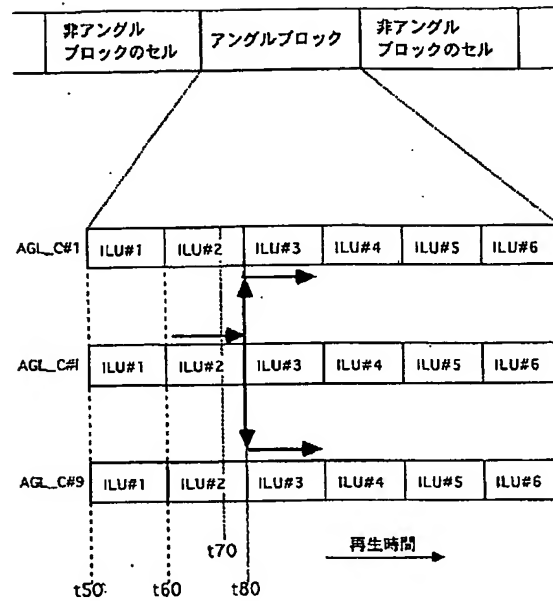 非アングル
ブロックのセル
アングルブロック
非アングル
ブロックのセル
AGL_C#1 ILU#1 ILU#2 ILU#3 ILU#4 ILU#5 ILU#6
AGL_C#i ILU#1 ILU#2 ILU#3 ILU#4 ILU#5 ILU#6
AGL_C#9 ILU#1 ILU#2 ILU#3 ILU#4 ILU#5 ILU#6
t70
再生時間
t50 t60 t80